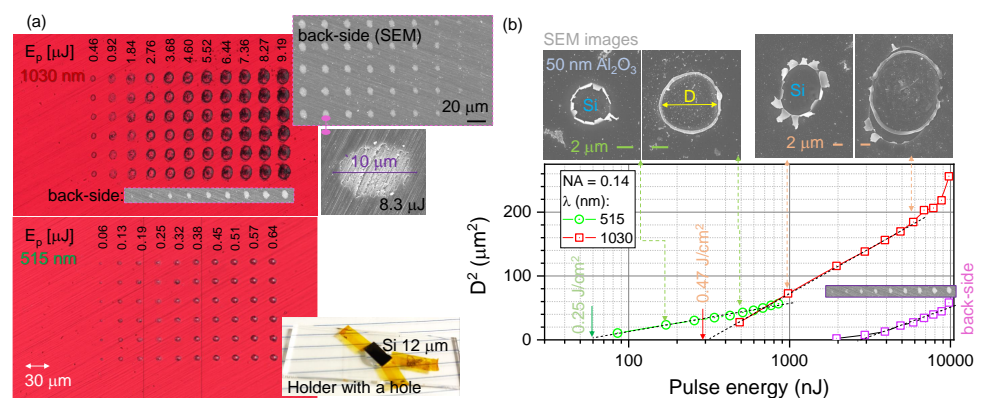 (a)
Eₚ [μJ]
0.46 0.92 1.84 2.76 3.68 4.60 5.52 6.44 7.36 8.27 9.19
1030 nm
back-side:
back-side (SEM)
20 μm
10 μm
8.3 μJ
Eₚ [μJ]
0.06 0.13 0.19 0.25 0.32 0.38 0.45 0.51 0.57 0.64
515 nm
30 μm
Si 12 μm
Holder with a hole
(b)
SEM images
50 nm Al₂O₃
Si
2 μm
D
Si
2 μm
NA = 0.14
λ (nm):
515
1030
0.25 J/cm²
0.47 J/cm²
back-side
D² (μm²)
200
100
0
100
1000
10000
Pulse energy (nJ)